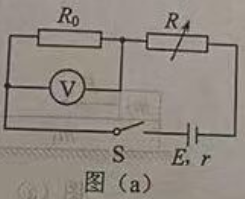 R₀ R
V
S E, r
图 (a)